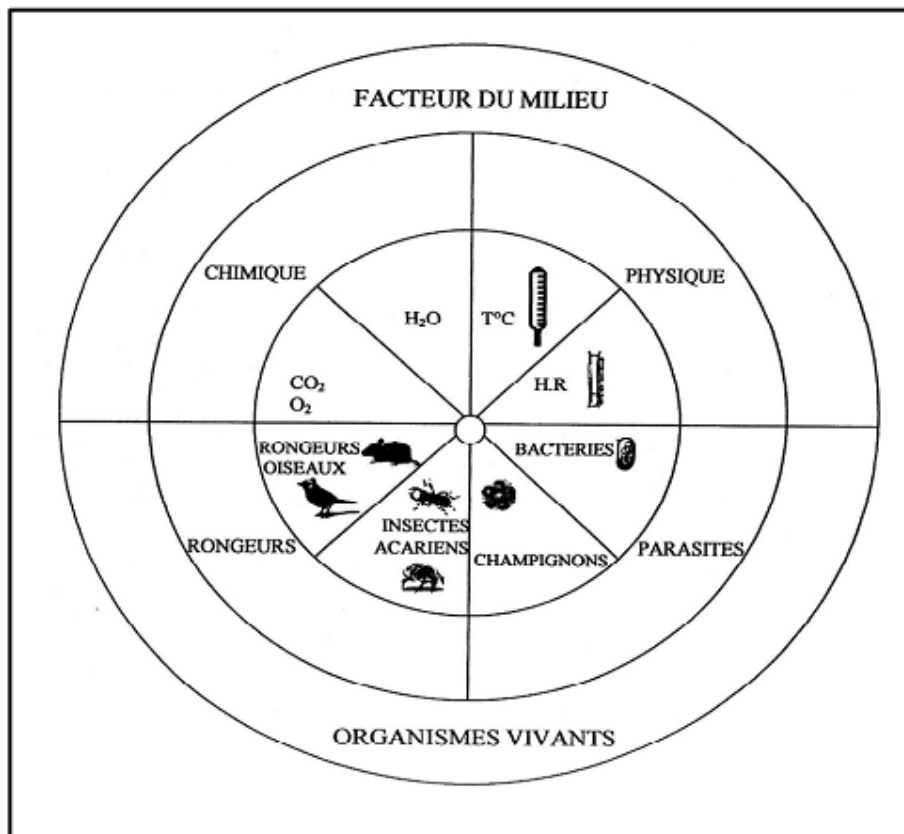 FACTEUR DU MILIEU
CHIMIQUE
PHYSIQUE
H₂O
T°C
CO₂
O₂
H.R
RONGEURS
OISEAUX
BACTERIES
INSECTES
ACARIENS
CHAMPIGNONS
RONGEURS
PARASITES
ORGANISMES VIVANTS